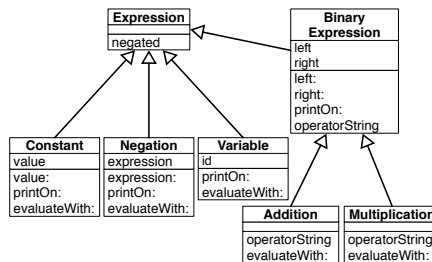 Expression
negated
Binary
Expression
left
right
left:
right:
printOn:
operatorString
Constant
value
value:
printOn:
evaluateWith:
Negation
expression
expression:
printOn:
evaluateWith:
Variable
id
printOn:
evaluateWith:
Addition
operatorString
evaluateWith:
Multiplication
operatorString
evaluateWith: